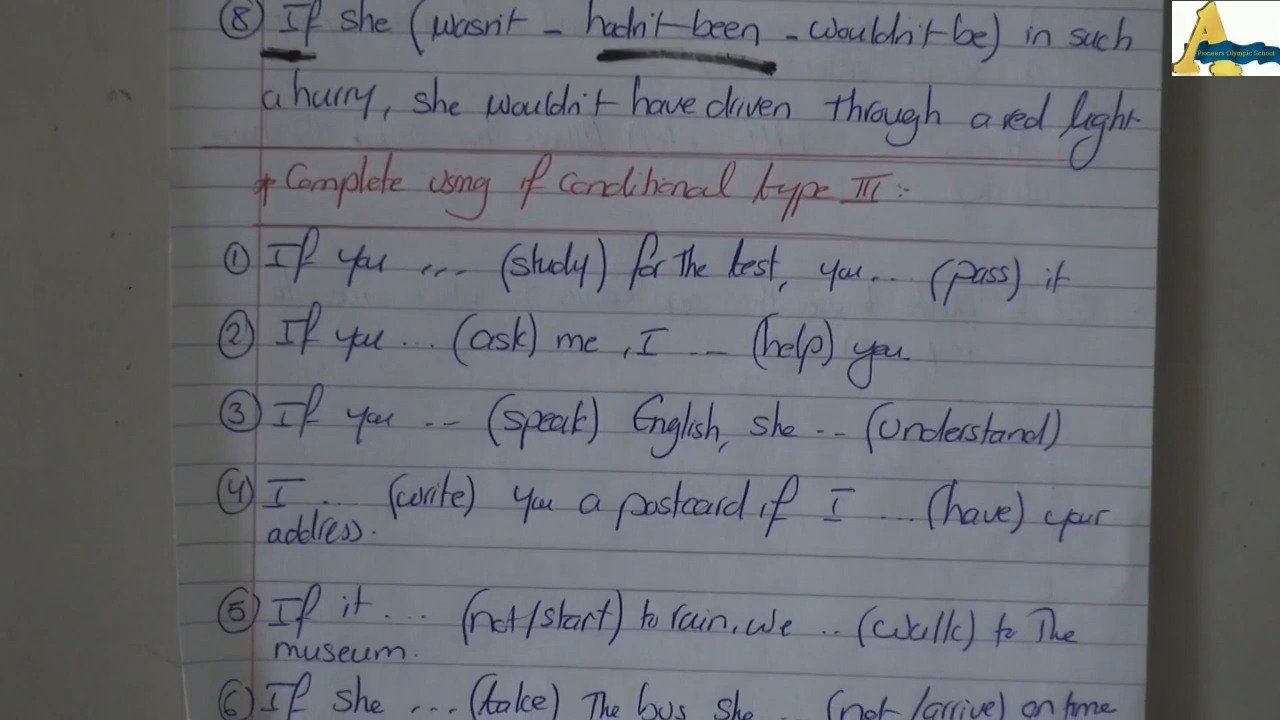 ⑧ If she (wasn't - hadn't been - wouldn't be) in such
a hurry, she wouldn't have driven through a red light
* Complete using if conditional type III :-
① If you .... (study) for the test, you... (pass) it
② If you ... (ask) me, I ... (help) you
③ If you ... (speak) English, she ... (understand)
④ I ... (write) you a postcard if I ... (have) your
address.
⑤ If it .... (not/start) to rain, we .. (walk) to the
museum.
⑥ If she .... (take) the bus she .. (not/arrive) on time
A
Pioneers Olympic School